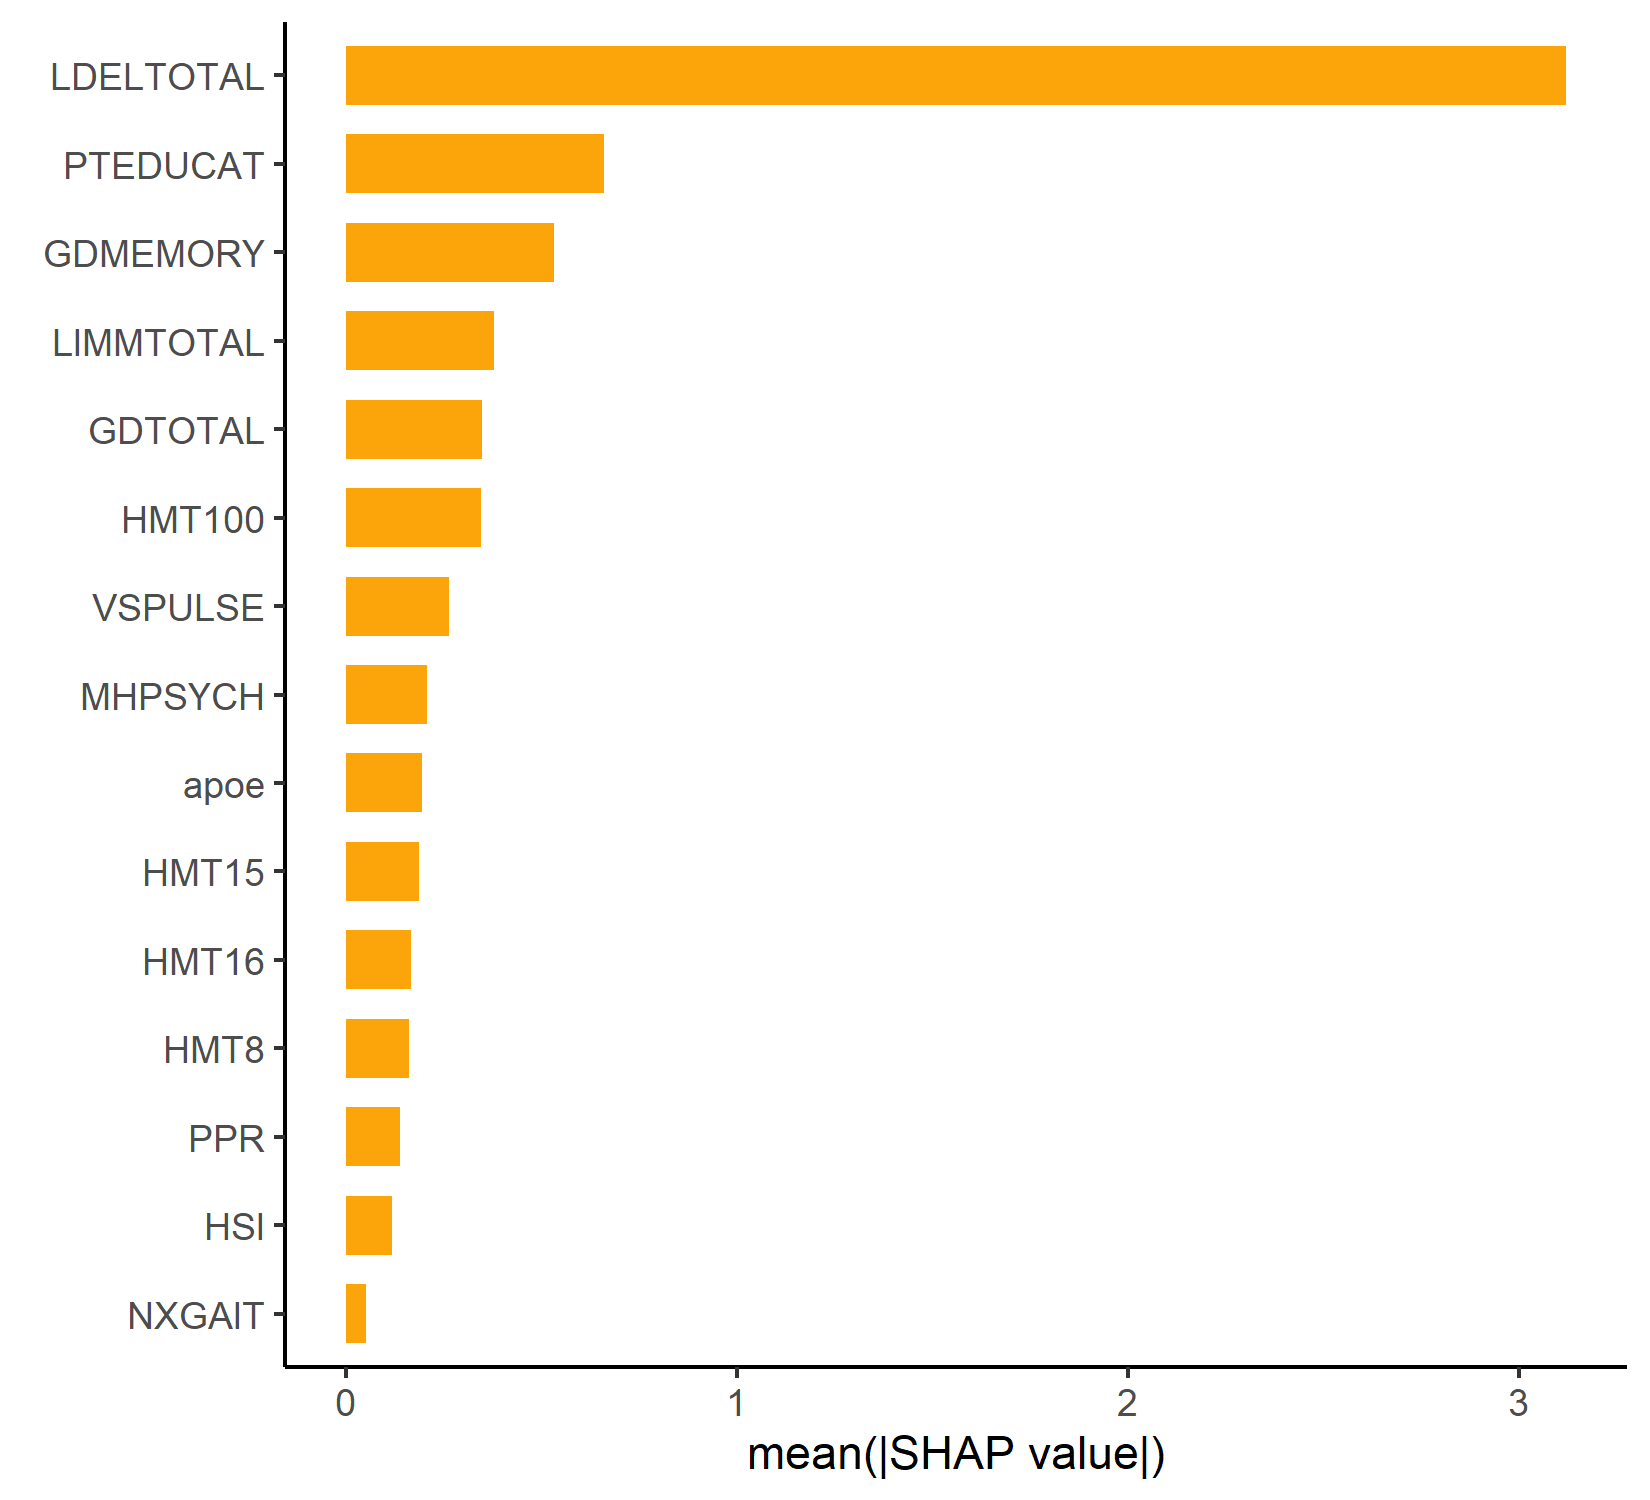 LDELTOTAL
PTEDUCAT
GDMEMORY
LIMMTOTAL
GDTOTAL
HMT100
VSPULSE
MHPSYCH
apoe
HMT15
HMT16
HMT8
PPR
HSI
NXGAIT
0 1 2 3
mean(|SHAP value|)